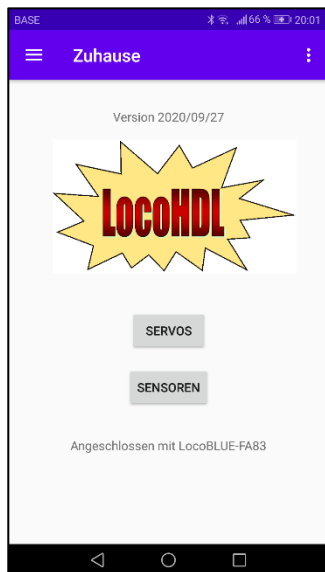 BASE 66 % 20:01
Zuhause
Version 2020/09/27
LocoHDL
SERVOS
SENSOREN
Angeschlossen mit LocoBLUE-FA83